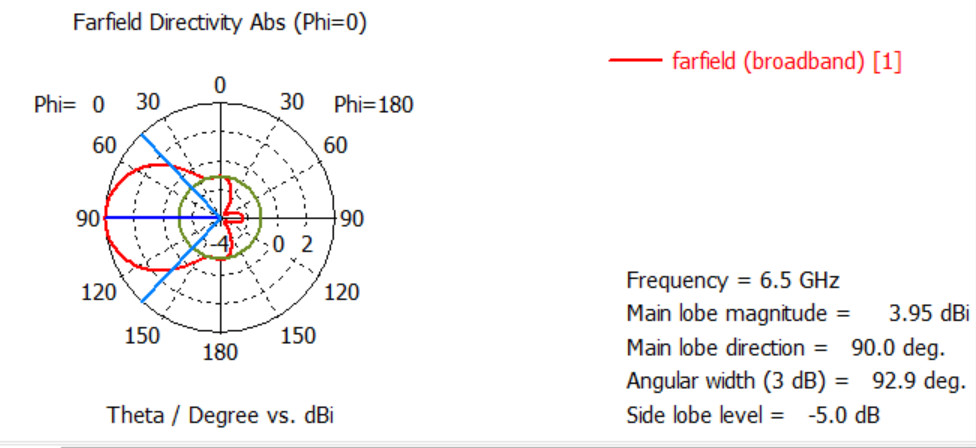 Farfield Directivity Abs (Phi=0)
farfield (broadband) [1]
0
Phi= 0 30 30 Phi=180
60 60
90 90
-4 0 2
120 120
150 150
180
Frequency = 6.5 GHz
Main lobe magnitude = 3.95 dBi
Main lobe direction = 90.0 deg.
Angular width (3 dB) = 92.9 deg.
Side lobe level = -5.0 dB
Theta / Degree vs. dBi